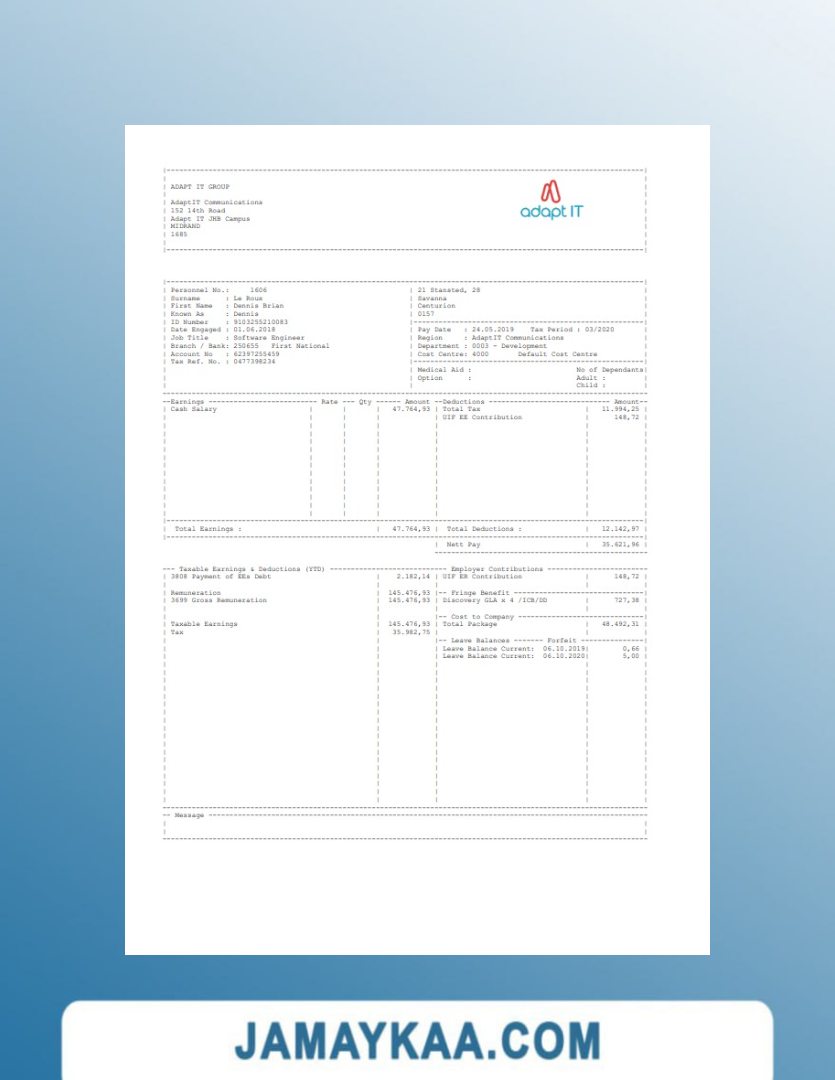 ADAPT IT GROUP
adapt IT
AdaptIT Communications
152 14th Road
Adapt IT JHB Campus
MIDRAND
1685
Personnel No.: 1606
Surname : Le Roux
First Name : Dennis Brian
Known As : Dennis
ID Number : 9103255210083
Date Engaged : 01.06.2018
Job Title : Software Engineer
Branch / Bank: 250655 First National
Account No : 62397255459
Tax Ref. No. : 0477398234
21 Stansted, 28
Savanna
Centurion
0157
Pay Date : 24.05.2019 Tax Period : 03/2020
Region : AdaptIT Communications
Department : 0003 - Development
Cost Centre: 4000 Default Cost Centre
Medical Aid : No of Dependants
Option : Adult :
Child :
Earnings Rate Qty Amount Deductions Amount
Cash Salary 47.764,93 Total Tax 11.994,25
UIF EE Contribution 148,72
Total Earnings : 47.764,93 Total Deductions : 12.142,97
Nett Pay 35.621,96
Taxable Earnings & Deductions (YTD) Employer Contributions
3808 Payment of EEs Debt 2.182,14 UIF ER Contribution 148,72
Remuneration 145.476,93 Fringe Benefit
3699 Gross Remuneration 145.476,93 Discovery GLA x 4 /ICB/DD 727,38
Cost to Company
Taxable Earnings 145.476,93 Total Package 48.492,31
Tax 35.982,75
Leave Balances Forfeit
Leave Balance Current: 06.10.2019 0,66
Leave Balance Current: 06.10.2020 5,00
Message
JAMAYKAA.COM